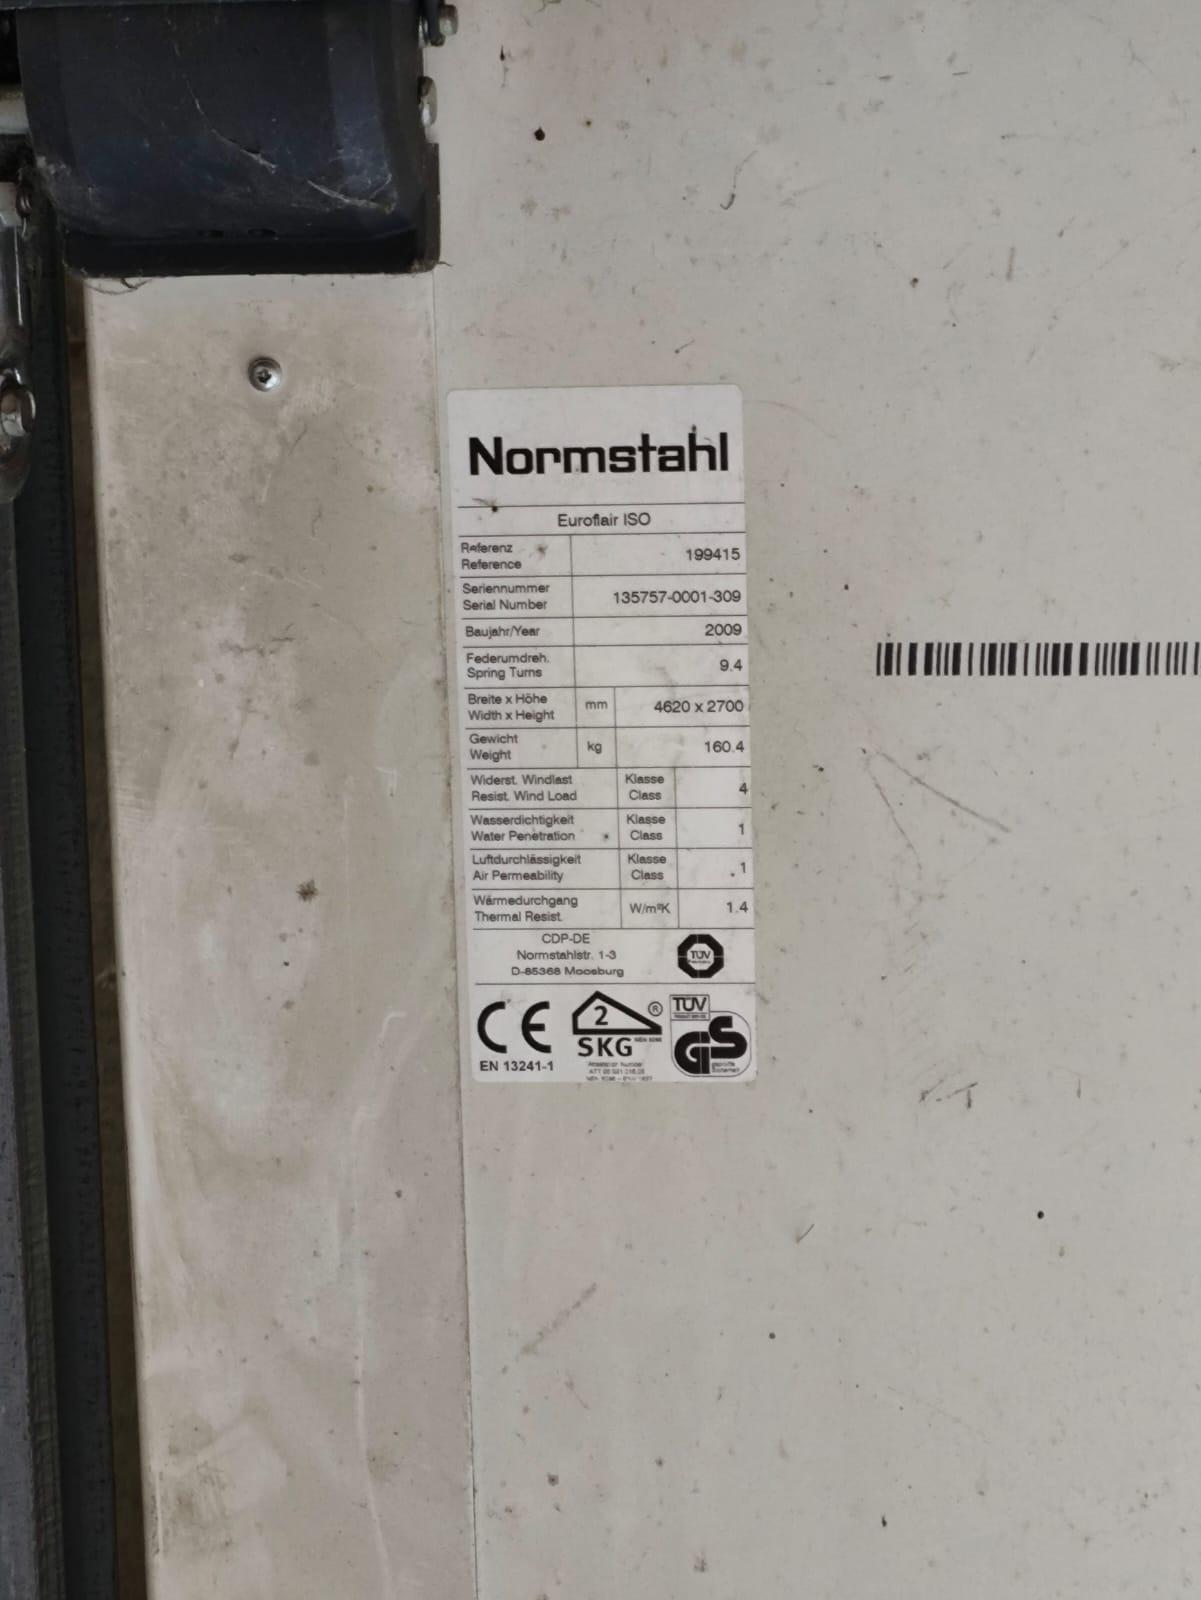 Normstahl
Euroflair ISO
Referenz
Reference
199415
Seriennummer
Serial Number
135757-0001-309
Baujahr/Year
2009
Federumdreh.
Spring Turns
9.4
Breite x Höhe
Width x Height
mm
4620 x 2700
Gewicht
Weight
kg
160.4
Widerst. Windlast
Resist. Wind Load
Klasse
Class
4
Wasserdichtigkeit
Water Penetration
Klasse
Class
1
Luftdurchlässigkeit
Air Permeability
Klasse
Class
1
Wärmedurchgang
Thermal Resist.
W/m²K
1.4
CDP-DE
Normstahlstr. 1-3
D-85368 Moosburg
TÜV
CE
EN 13241-1
2
®
SKG
TÜV
GS
geprüfte
Sicherheit